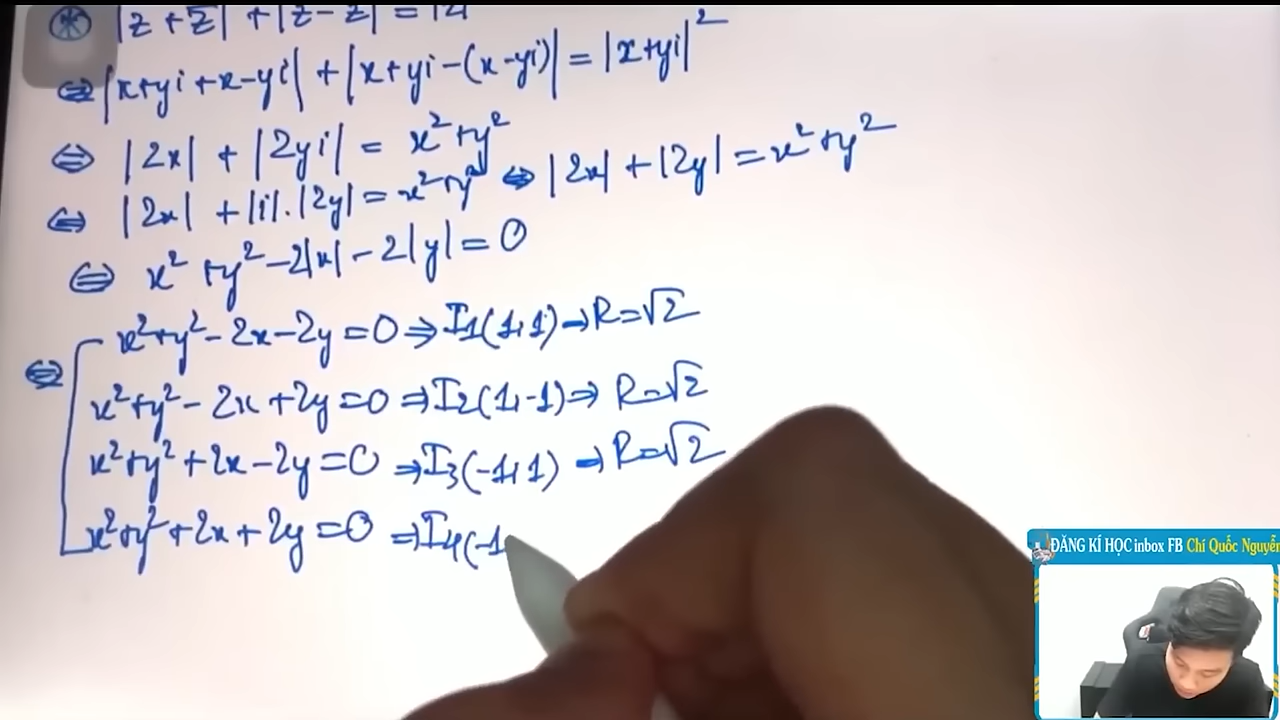 |z + z̅| + |z - z̅| = |z|
⇔ |x+yi+x-yi| + |x+yi-(x-yi)| = |x+yi|²
⇔ |2x| + |2yi| = x²+y²
⇔ |2x| + |i|.|2y| = x²+y² ⇔ |2x| + |2y| = x²+y²
⇔ x²+y²-2|x|-2|y| = 0
x²+y²-2x-2y=0 ⇒ I1(1,1) → R=√2
⇔ x²+y²-2x+2y=0 ⇒ I2(1,-1) ⇒ R=√2
x²+y²+2x-2y=0 ⇒ I3(-1,1) → R=√2
x²+y²+2x+2y=0 ⇒ I4(-1
ĐĂNG KÍ HỌC inbox FB Chí Quốc Nguyễn